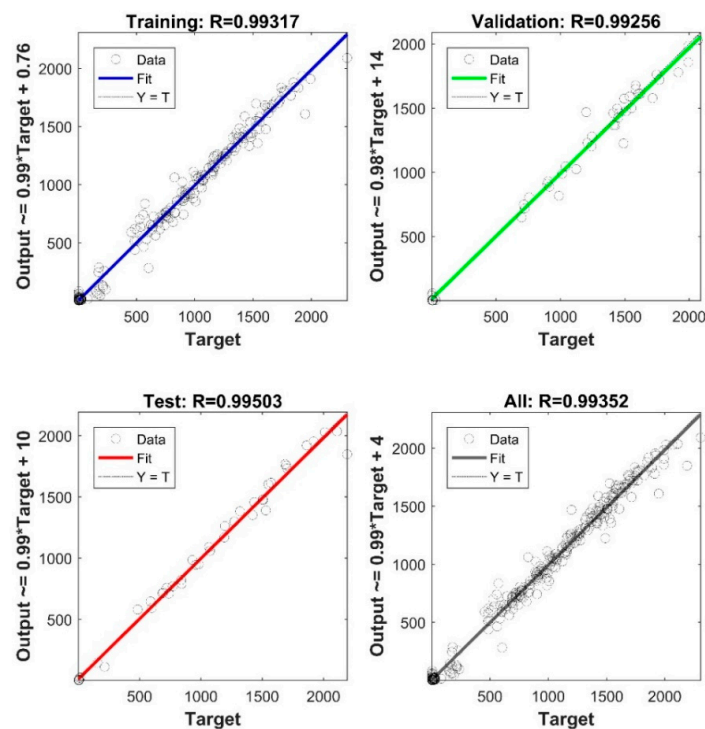 Training: R=0.99317
Output ~= 0.99*Target + 0.76
2000
1500
1000
500
Data
Fit
Y = T
500
1000
1500
2000
Target
Validation: R=0.99256
Output ~= 0.98*Target + 14
2000
1500
1000
500
Data
Fit
Y = T
500
1000
1500
2000
Target
Test: R=0.99503
Output ~= 0.99*Target + 10
2000
1500
1000
500
Data
Fit
Y = T
500
1000
1500
2000
Target
All: R=0.99352
Output ~= 0.99*Target + 4
2000
1500
1000
500
Data
Fit
Y = T
500
1000
1500
2000
Target